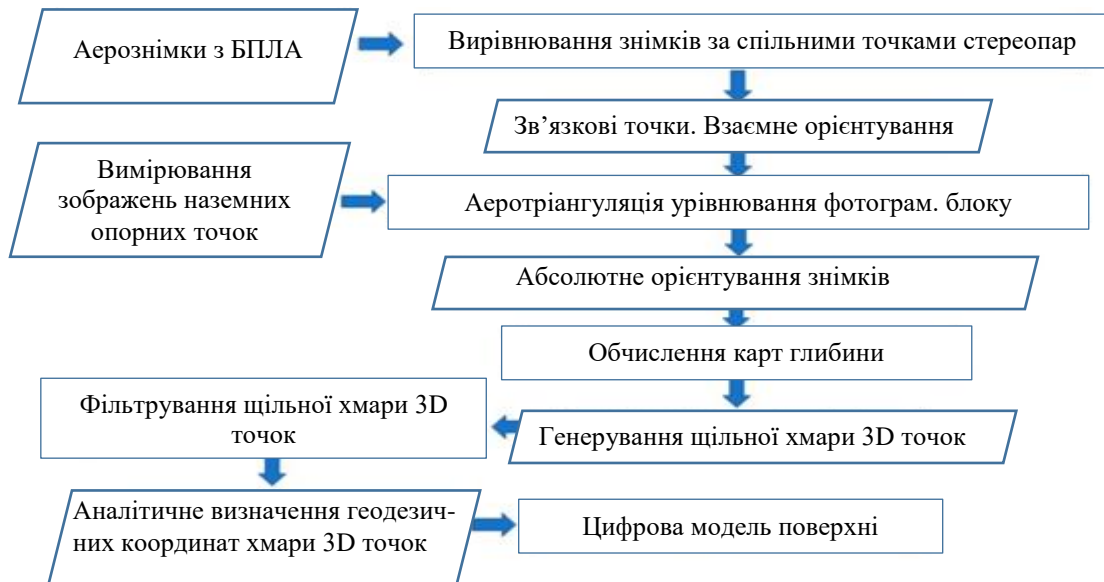 Аерознімки з БПЛА
Вирівнювання знімків за спільними точками стереопар
Зв’язкові точки. Взаємне орієнтування
Вимірювання
зображень наземних
опорних точок
Аеротріангуляція урівнювання фотограм. блоку
Абсолютне орієнтування знімків
Обчислення карт глибини
Генерування щільної хмари 3D точок
Фільтрування щільної хмари 3D
точок
Аналітичне визначення геодезич-
них координат хмари 3D точок
Цифрова модель поверхні